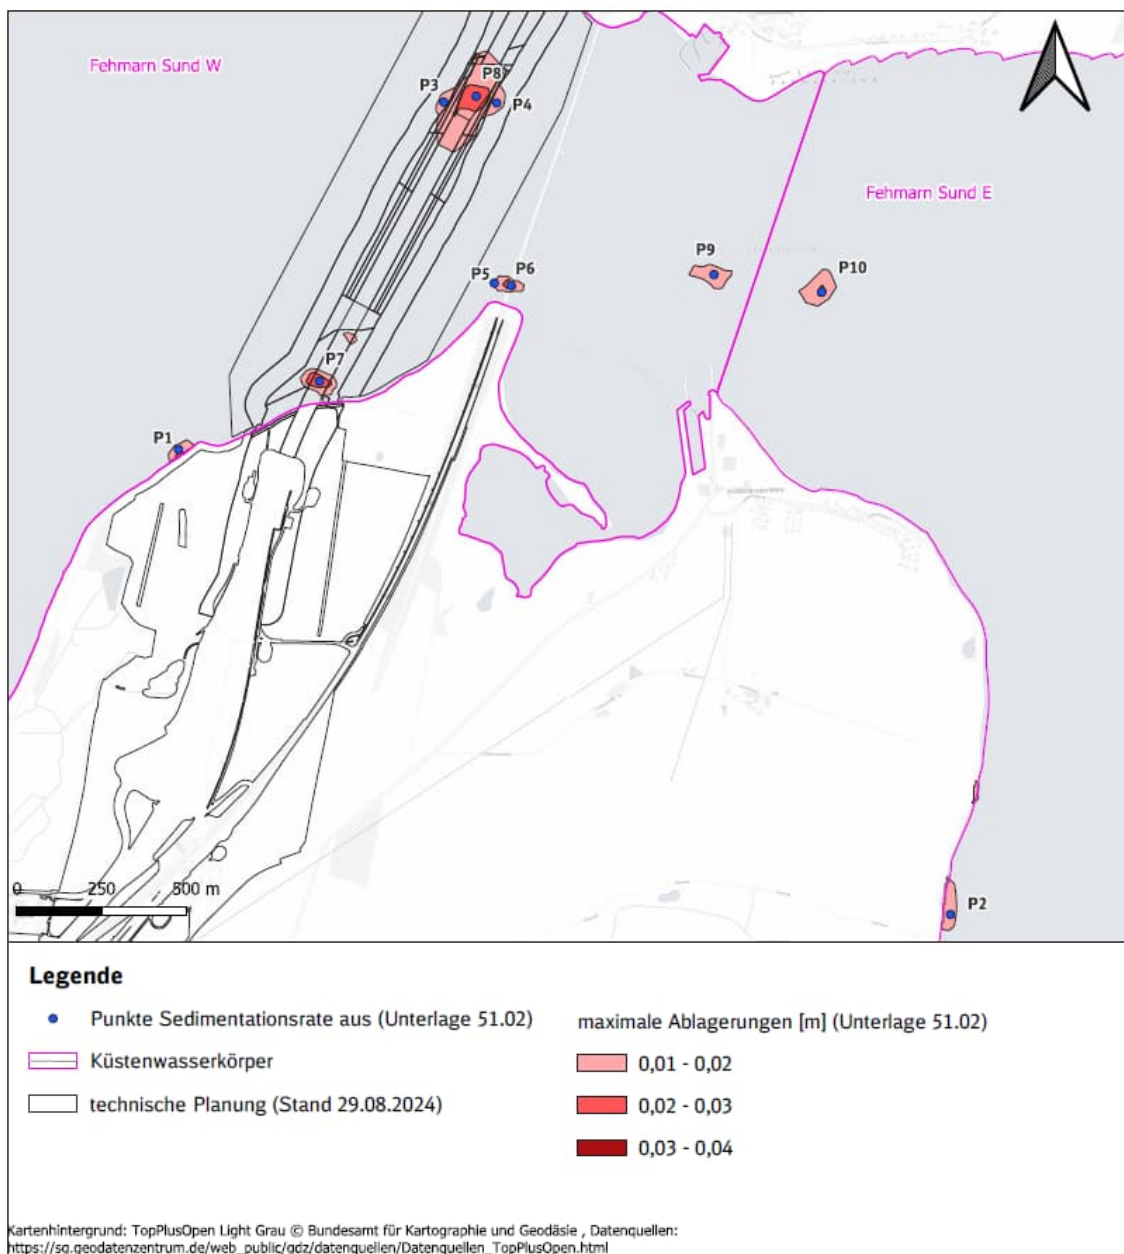 Fehmarn Sund W
P8
P3
P4
Fehmarn Sund E
P9
P10
P5
P6
P7
P1
P2
0 250 500 m
Legende
Punkte Sedimentationsrate aus (Unterlage 51.02)
Küstenwasserkörper
technische Planung (Stand 29.08.2024)
maximale Ablagerungen [m] (Unterlage 51.02)
0,01 - 0,02
0,02 - 0,03
0,03 - 0,04
Kartenhintergrund: TopPlusOpen Light Grau © Bundesamt für Kartographie und Geodäsie , Datenquellen:
https://sg.geodatenzentrum.de/web_public/gdz/datenquellen/Datenquellen_TopPlusOpen.html